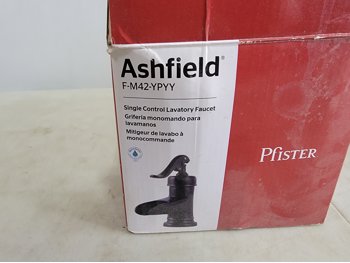 Ashfield®
F-M42-YPYY
Single Control Lavatory Faucet
Grifería monomando para
lavamanos
Mitigeur de lavabo à
monocommande
Pfister